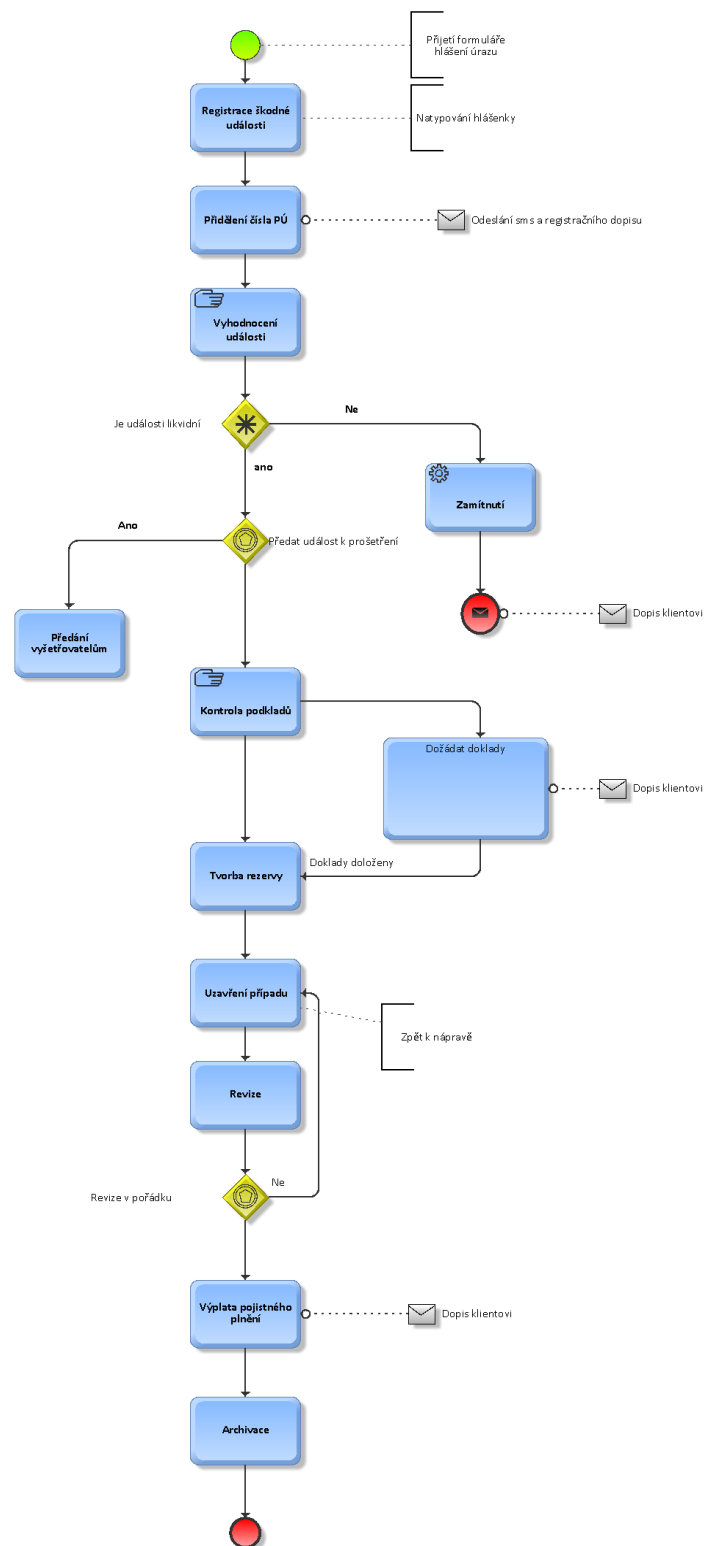 Přijetí formuláře
hlášení úrazu
Registrace škodné
události
Natypování hlášenky
Přidělení čísla PÚ
Odeslání sms a registračního dopisu
Vyhodnocení
události
Je události likvidní
Ne
ano
Zamítnutí
Ano
Předat událost k prošetření
Předání
vyšetřovatelům
Dopis klientovi
Kontrola podkladů
Dožádat doklady
Dopis klientovi
Doklady doloženy
Tvorba rezervy
Uzavření případu
Zpět k nápravě
Revize
Ne
Revize v pořádku
Výplata pojistného
plnění
Dopis klientovi
Archivace